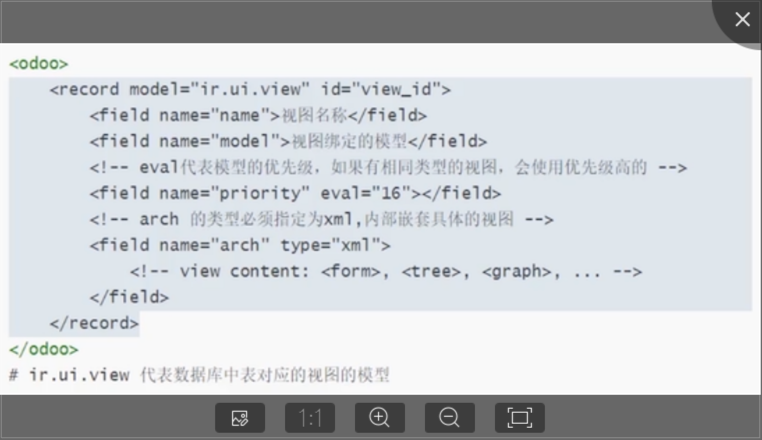 <odoo>
    <record model="ir.ui.view" id="view_id">
        <field name="name">视图名称</field>
        <field name="model">视图绑定的模型</field>
        <!-- eval代表模型的优先级，如果有相同类型的视图，会使用优先级高的 -->
        <field name="priority" eval="16"></field>
        <!-- arch 的类型必须指定为xml,内部嵌套具体的视图 -->
        <field name="arch" type="xml">
            <!-- view content: <form>, <tree>, <graph>, ... -->
        </field>
    </record>
</odoo>
# ir.ui.view 代表数据库中表对应的视图的模型
1:1